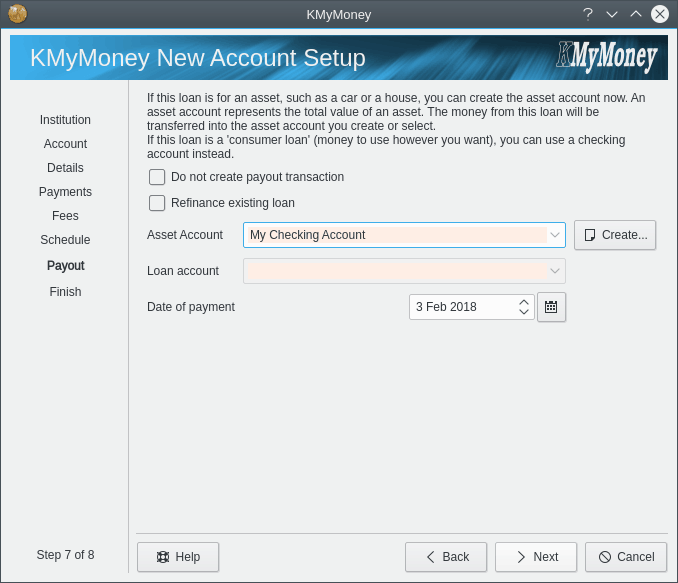 KMyMoney
KMyMoney New Account Setup
KMyMoney
Institution
Account
Details
Payments
Fees
Schedule
Payout
Finish
Step 7 of 8
If this loan is for an asset, such as a car or a house, you can create the asset account now. An
asset account represents the total value of an asset. The money from this loan will be
transferred into the asset account you create or select.
If this loan is a 'consumer loan' (money to use however you want), you can use a checking
account instead.
Do not create payout transaction
Refinance existing loan
Asset Account My Checking Account Create...
Loan account
Date of payment 3 Feb 2018
Help Back Next Cancel